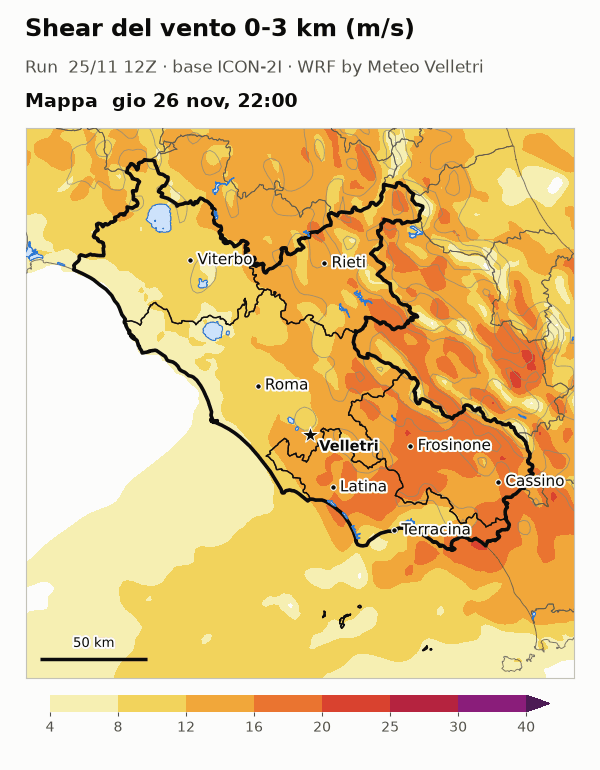 Shear del vento 0-3 km (m/s)
Run  25/11 12Z · base ICON-2I · WRF by Meteo Velletri
Mappa  gio 26 nov, 22:00
Viterbo
Rieti
Roma
Velletri
Frosinone
Cassino
Latina
Terracina
50 km
4 8 12 16 20 25 30 40